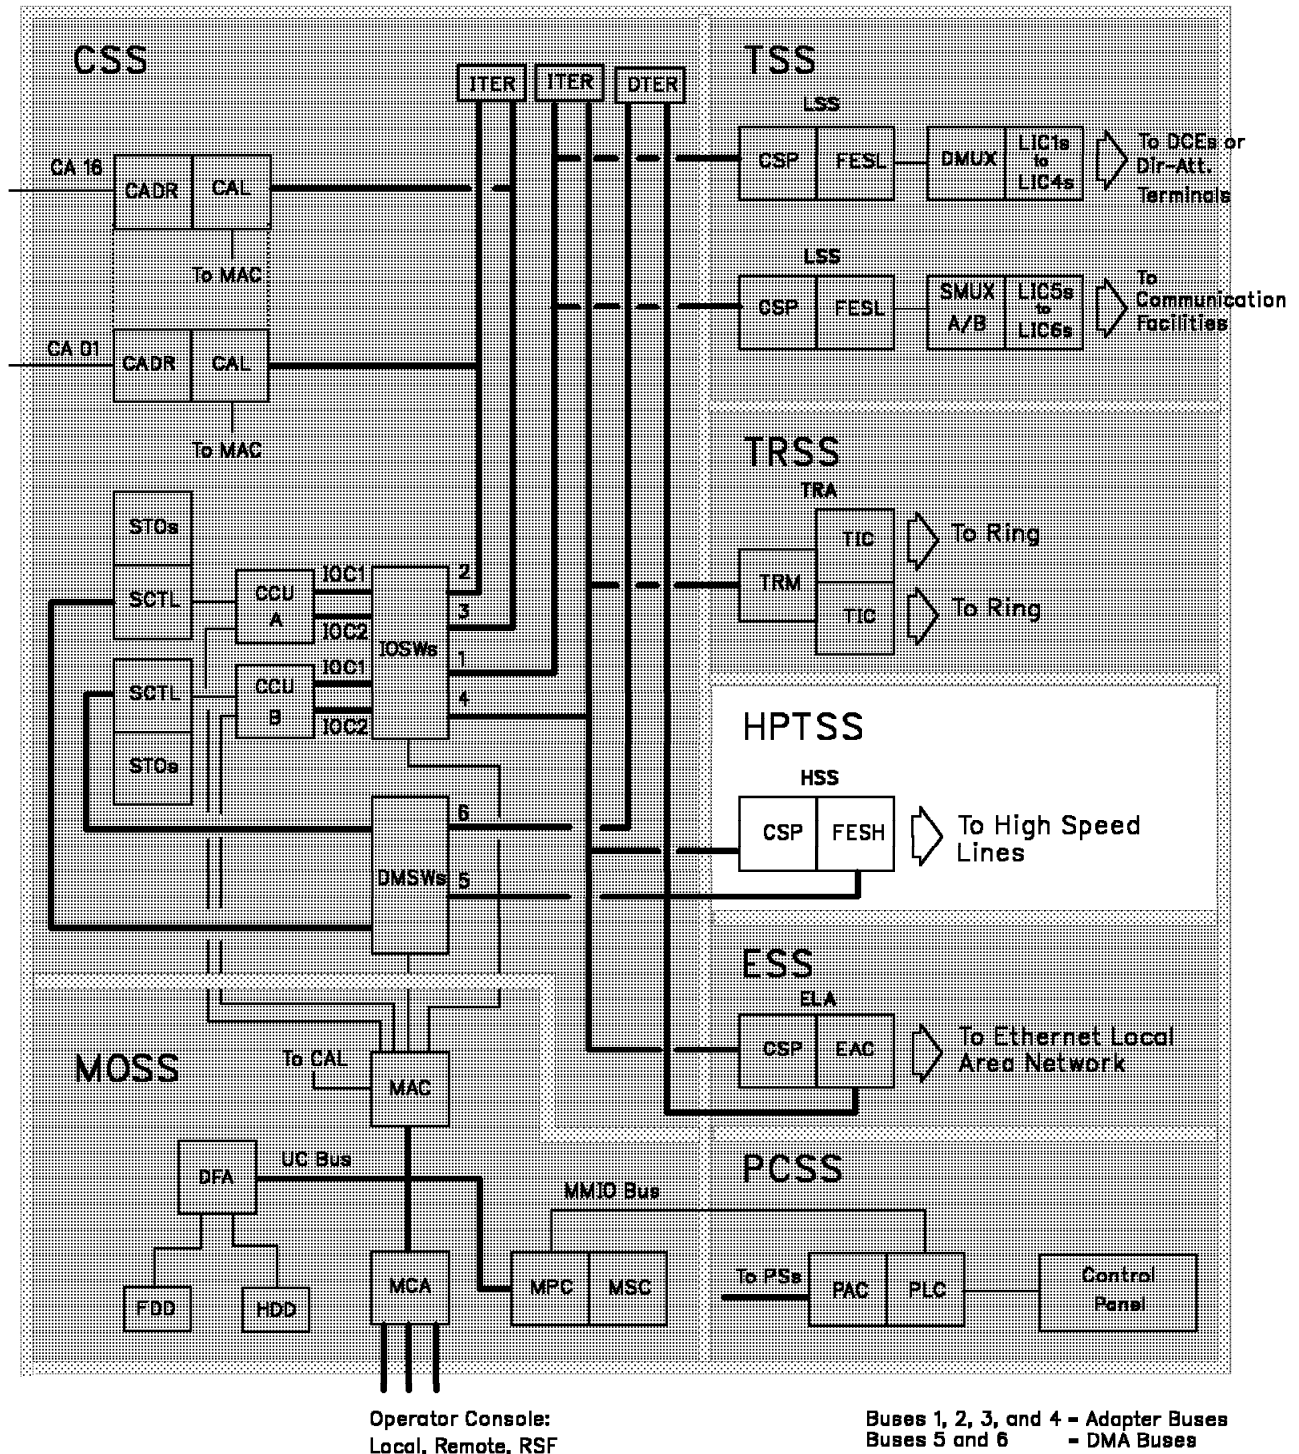 CSS
TSS
ITER
ITER
DTER
LSS
CA 16
CADR
CAL
CSP
FESL
DMUX
LIC1s
to
LIC4s
To DCEs or
Dir-Att.
Terminals
To MAC
LSS
CSP
FESL
SMUX
A/B
LIC5s
to
LIC6s
To
Communication
Facilities
CA 01
CADR
CAL
To MAC
TRSS
TRA
TRM
TIC
TIC
To Ring
To Ring
STOs
SCTL
SCTL
STOs
CCU
A
CCU
B
IOC1
IOC2
IOC1
IOC2
IOSWs
2
3
1
4
HPTSS
HSS
CSP
FESH
To High Speed
Lines
DMSWs
6
5
ESS
ELA
CSP
EAC
To Ethernet Local
Area Network
MOSS
To CAL
MAC
DFA
UC Bus
FDD
HDD
MCA
MMIO Bus
MPC
MSC
PCSS
To PSs
PAC
PLC
Control
Panel
Operator Console:
Local, Remote, RSF
Buses 1, 2, 3, and 4 = Adapter Buses
Buses 5 and 6 = DMA Buses